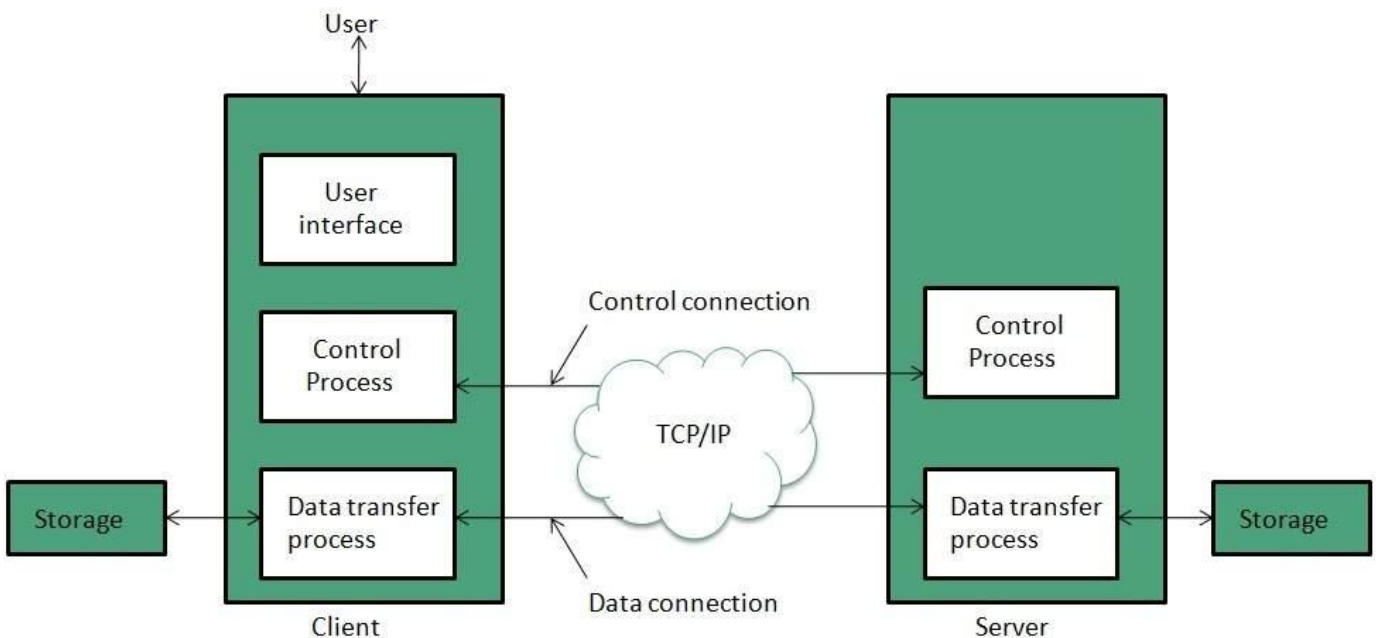 User
User
interface
Control connection
Control
Process
Control
Process
TCP/IP
Storage
Data transfer
process
Data transfer
process
Storage
Data connection
Client
Server